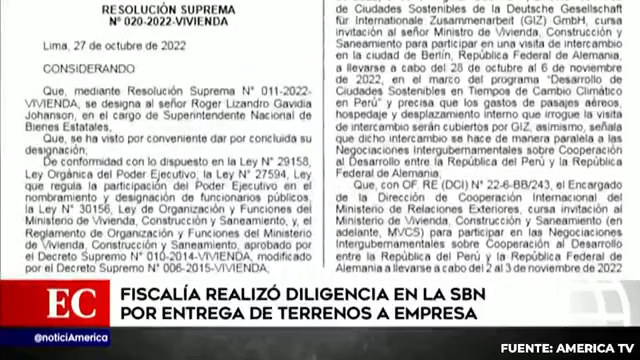 RESOLUCIÓN SUPREMA
Nº 020-2022-VIVIENDA
Lima, 27 de octubre de 2022
CONSIDERANDO
Que, mediante Resolución Suprema N° 011-2022-
VIVIENDA, se designa al señor Roger Lizandro Gavidia
Johanson, en el cargo de Superintendente Nacional de
Bienes Estatales,
Que, se ha visto por conveniente dar por concluida su
designación;
De conformidad con lo dispuesto en la Ley N° 29158,
Ley Orgánica del Poder Ejecutivo, la Ley N° 27594, Ley
que regula la participación del Poder Ejecutivo en el
nombramiento y designación de funcionarios públicos,
la Ley N° 30156, Ley de Organización y Funciones del
Ministerio de Vivienda, Construcción y Saneamiento, y, el
Reglamento de Organización y Funciones del Ministerio
de Vivienda, Construcción y Saneamiento, aprobado por
el Decreto Supremo N° 010-2014-VIVIENDA, modificado
por el Decreto Supremo N° 006-2015-VIVIENDA,
Ciudades Sostenibles de la Deutsche Gesellschaft
für Internationale Zusammenarbeit (GIZ) GmbH, cursa
invitación al señor Ministro de Vivienda, Construcción y
Saneamiento para participar en una visita de intercambio
en la ciudad de Berlín, República Federal de Alemania,
a llevarse a cabo del 28 de octubre al 6 de noviembre
de 2022, en el marco del programa "Desarrollo de
Ciudades Sostenibles en Tiempos de Cambio Climático
en Perú" y precisa que los gastos de pasajes aéreos,
hospedaje y desplazamiento interno que irrogue la
visita de intercambio serán cubiertos por GIZ, asimismo, señala
que dicho intercambio se hace de manera paralela a las
Negociaciones Intergubernamentales sobre Cooperación
al Desarrollo entre la República del Perú y la República
Federal de Alemania;
Que, con OF. RE (DCI) N° 22-6-BB/243, el Encargado
de la Dirección de Cooperación Internacional del
Ministerio de Relaciones Exteriores, cursa invitación al
Ministerio de Vivienda, Construcción y Saneamiento (en
adelante, MVCS) para participar en las Negociaciones
Intergubernamentales sobre Cooperación al Desarrollo
entre la República del Perú y la República Federal de
Alemania a llevarse a cabo del 2 al 3 de noviembre de 2022
EC
@noticiAmerica
FISCALÍA REALIZÓ DILIGENCIA EN LA SBN
POR ENTREGA DE TERRENOS A EMPRESA
FUENTE: AMERICA TV